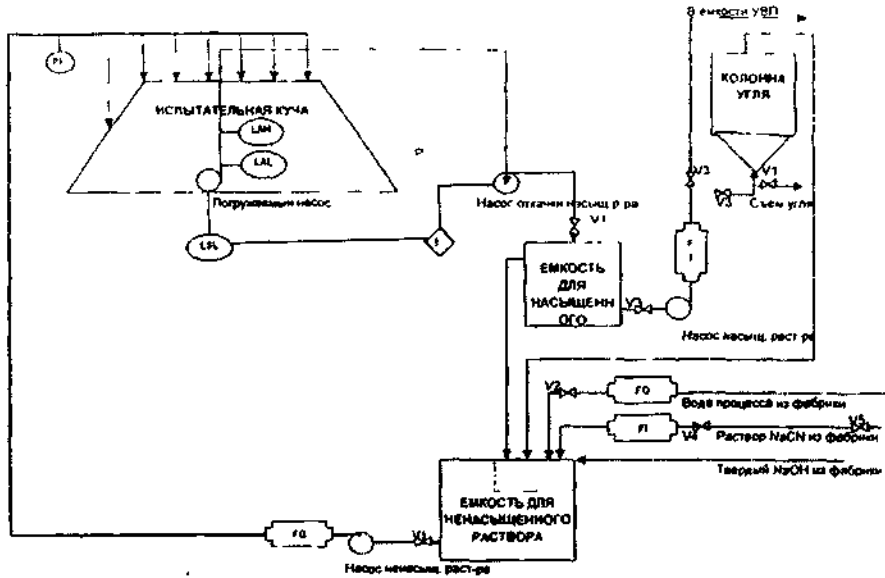 В емкости УВП
PI
КОЛОННА
УГЛЯ
ИСПЫТАТЕЛЬНАЯ КУЧА
LAH
LAL
V1
V3
V3
Погружаемый насос
Насос откачки насыщ р ра
Съем угля
V1
LSL
ЕМКОСТЬ
ДЛЯ
НАСЫЩЕНН
ОГО
F
I
V2
Насос насыщ. раст-ра
V2
FQ
Вода процесса из фабрики
V5
FI
V4
Раствор NaCN из фабрики
Твердый NaOH из фабрики
ЕМКОСТЬ ДЛЯ
НЕНАСЫЩЕННОГО
РАСТВОРА
FQ
Насос ненасыщ. раст-ра